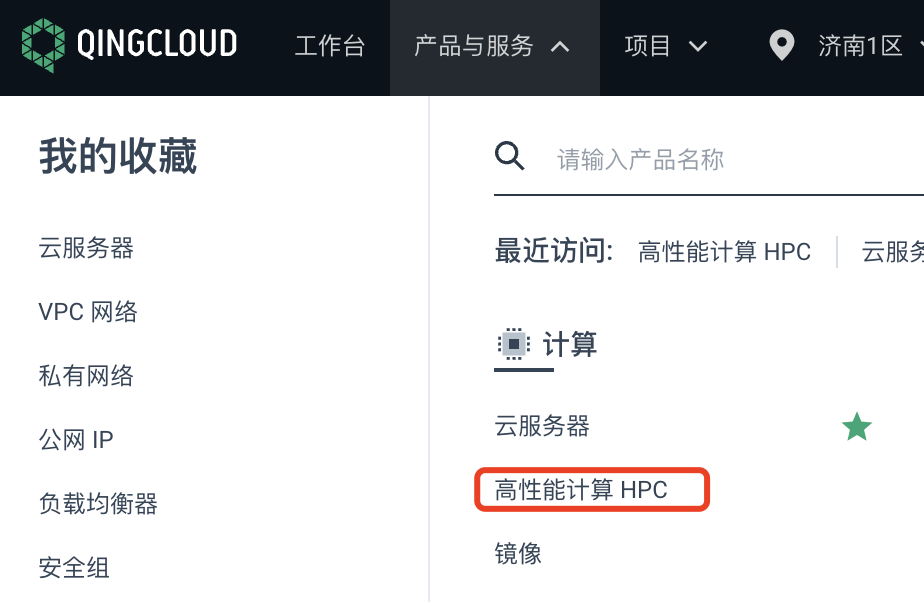 QINGCLOUD 工作台 产品与服务 项目 济南1区
我的收藏
云服务器
VPC 网络
私有网络
公网 IP
负载均衡器
安全组
请输入产品名称
最近访问: 高性能计算 HPC 云服务
计算
云服务器
高性能计算 HPC
镜像